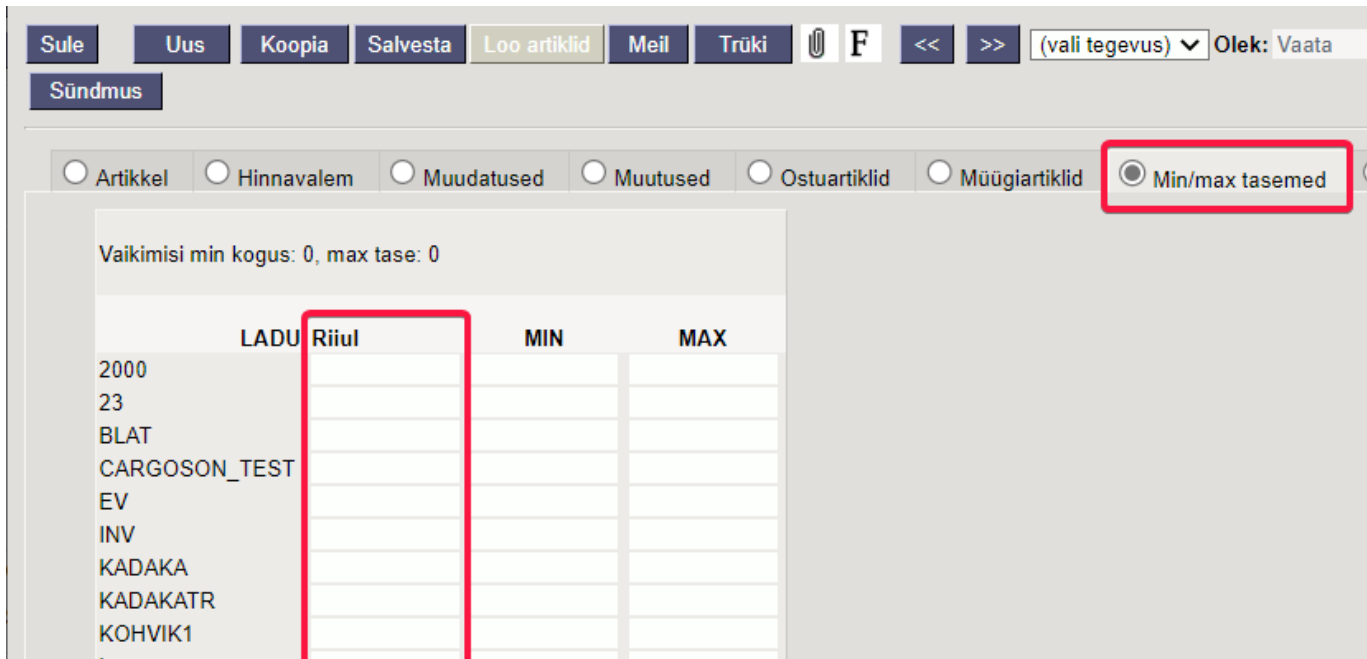 Sule Uus Koopia Salvesta Loo artiklid Meil Trüki F << >> (vali tegevus) Olek: Vaata
Sündmus
Artikkel Hinnavalem Muudatused Muutused Ostuartiklid Müügiartiklid Min/max tasemed
Vaikimisi min kogus: 0, max tase: 0
LADU Riiul MIN MAX
2000
23
BLAT
CARGOSON_TEST
EV
INV
KADAKA
KADAKATR
KOHVIK1